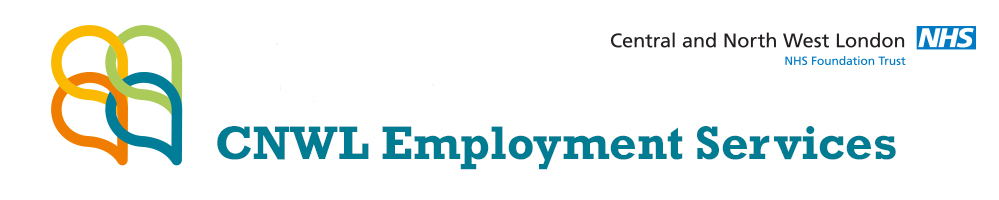 Central and North West London NHS
NHS Foundation Trust
CNWL Employment Services